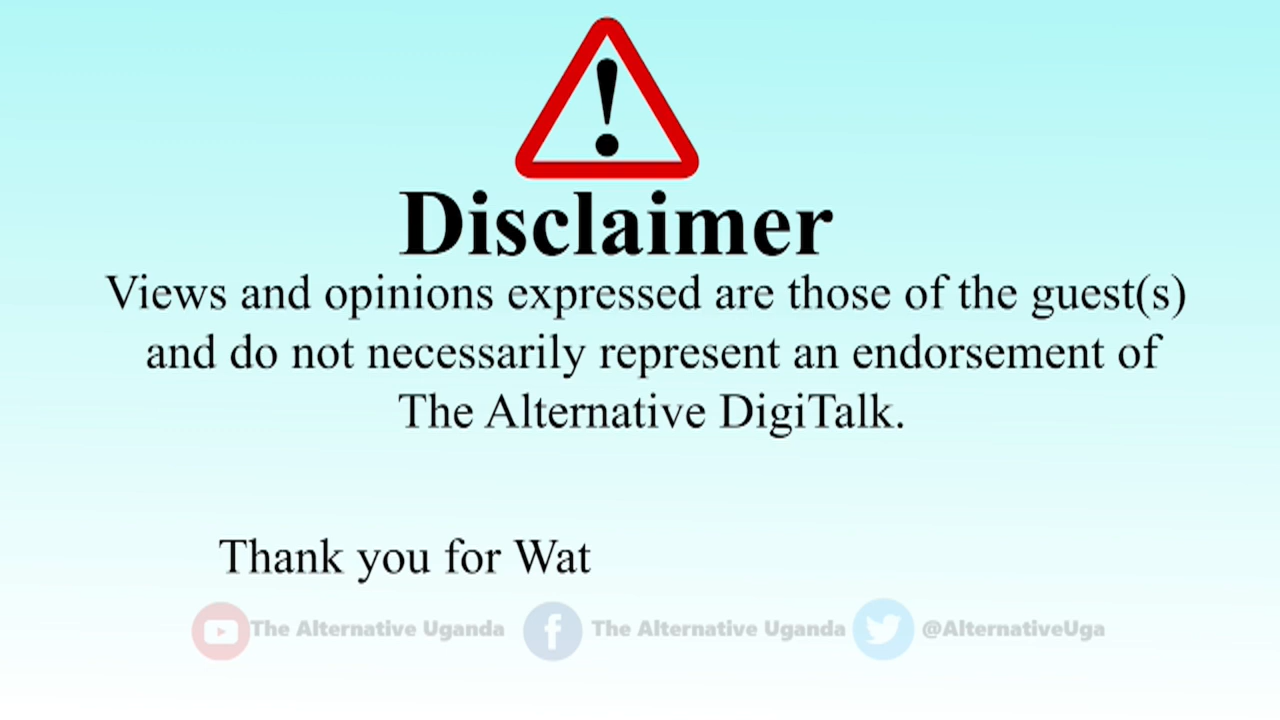 Disclaimer
Views and opinions expressed are those of the guest(s)
and do not necessarily represent an endorsement of
The Alternative DigiTalk.
Thank you for Wat
The Alternative Uganda The Alternative Uganda @AlternativeUga